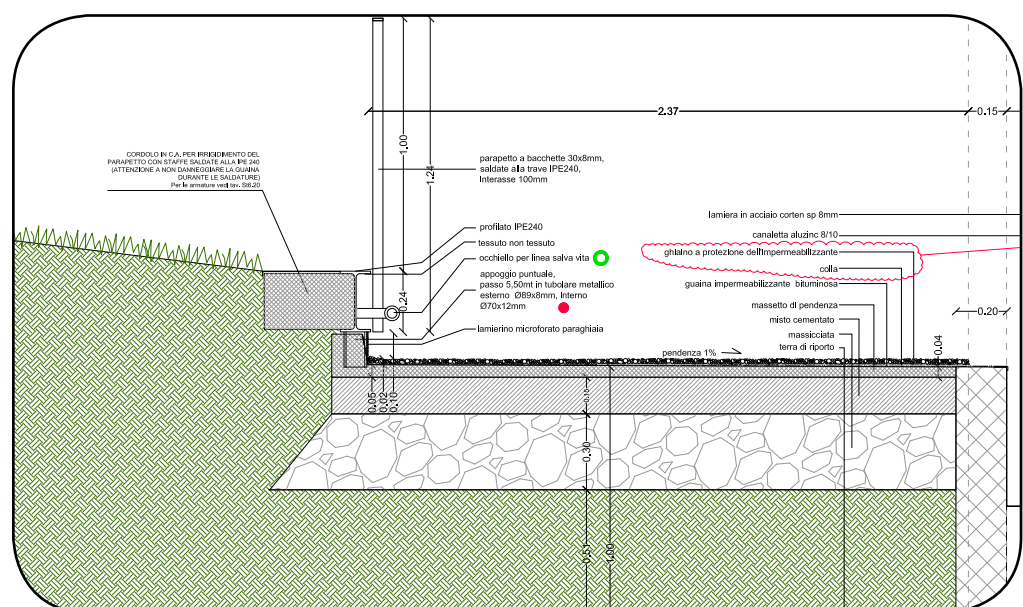 2.37
0.15
1.00
1.24
CORDOLO IN C.A. PER IRRIGIDIMENTO DEL
PARAPETTO CON STAFFE SALDATE ALLA IPE 240
(ATTENZIONE A NON DANNEGGIARE LA GUAINA
DURANTE LE SALDATURE)
Per le armature vedi tav. St6.20
parapetto a bacchette 30x8mm,
saldate alla trave IPE240,
Interasse 100mm
profilato IPE240
tessuto non tessuto
occhiello per linea salva vita
appoggio puntuale,
passo 5,50mt in tubolare metallico
esterno Ø89x8mm, Interno
Ø70x12mm
lamierino microforato paraghiaia
0.24
lamiera in acciaio corten sp 8mm
canaletta aluzinc 8/10
ghiaino a protezione dell'impermeabilizzante
colla
guaina impermeabilizzante bituminosa
massetto di pendenza
misto cementato
massicciata
terra di riporto
pendenza 1%
0.20
0.04
0.05
0.02
0.10
0.15
0.30
0.51
1.00